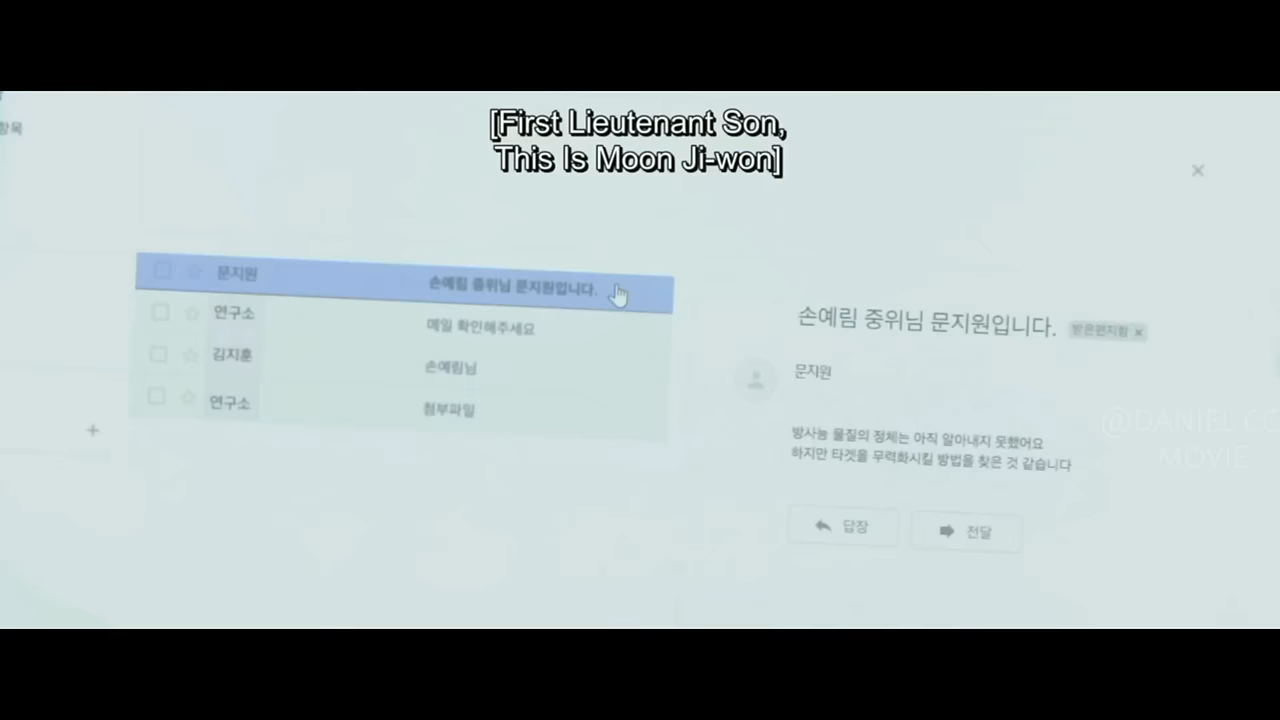 [First Lieutenant Son,
This Is Moon Ji-won]
항목
문지원 손예림 중위님 문지원입니다.
연구소 메일 확인해주세요
김지훈 손예림님
연구소 첨부파일
손예림 중위님 문지원입니다. 받은편지함 ×
문지원
방사능 물질의 정체는 아직 알아내지 못했어요
하지만 타겟을 무력화시킬 방법을 찾은 것 같습니다
답장 전달
@DANIEL CO
MOVIE